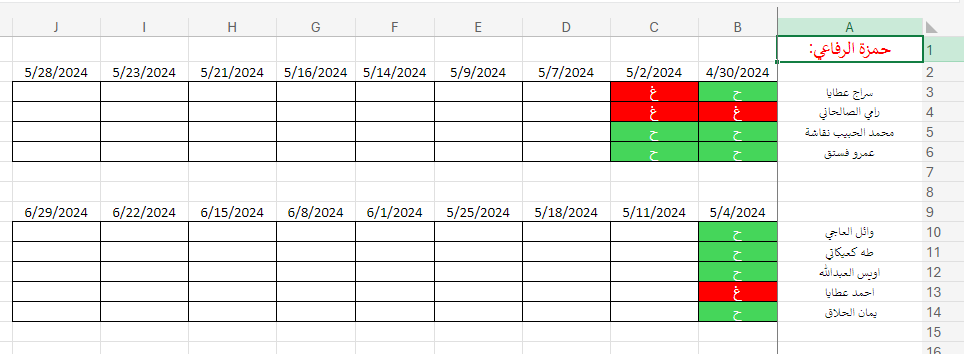 A B C D E F G H I J
1 حمزة الرفاعي:
2 4/30/2024 5/2/2024 5/7/2024 5/9/2024 5/14/2024 5/16/2024 5/21/2024 5/23/2024 5/28/2024
3 سراج عطايا ح غ
4 رامي الصالحاني غ غ
5 محمد الحبيب نقاشة ح ح
6 عمرو فستق ح ح
7
8
9 5/4/2024 5/11/2024 5/18/2024 5/25/2024 6/1/2024 6/8/2024 6/15/2024 6/22/2024 6/29/2024
10 وائل العاجي ح
11 طه كعيكاتي ح
12 اويس العبدالله ح
13 احمد عطايا غ
14 يمان الحلاق ح
15
16